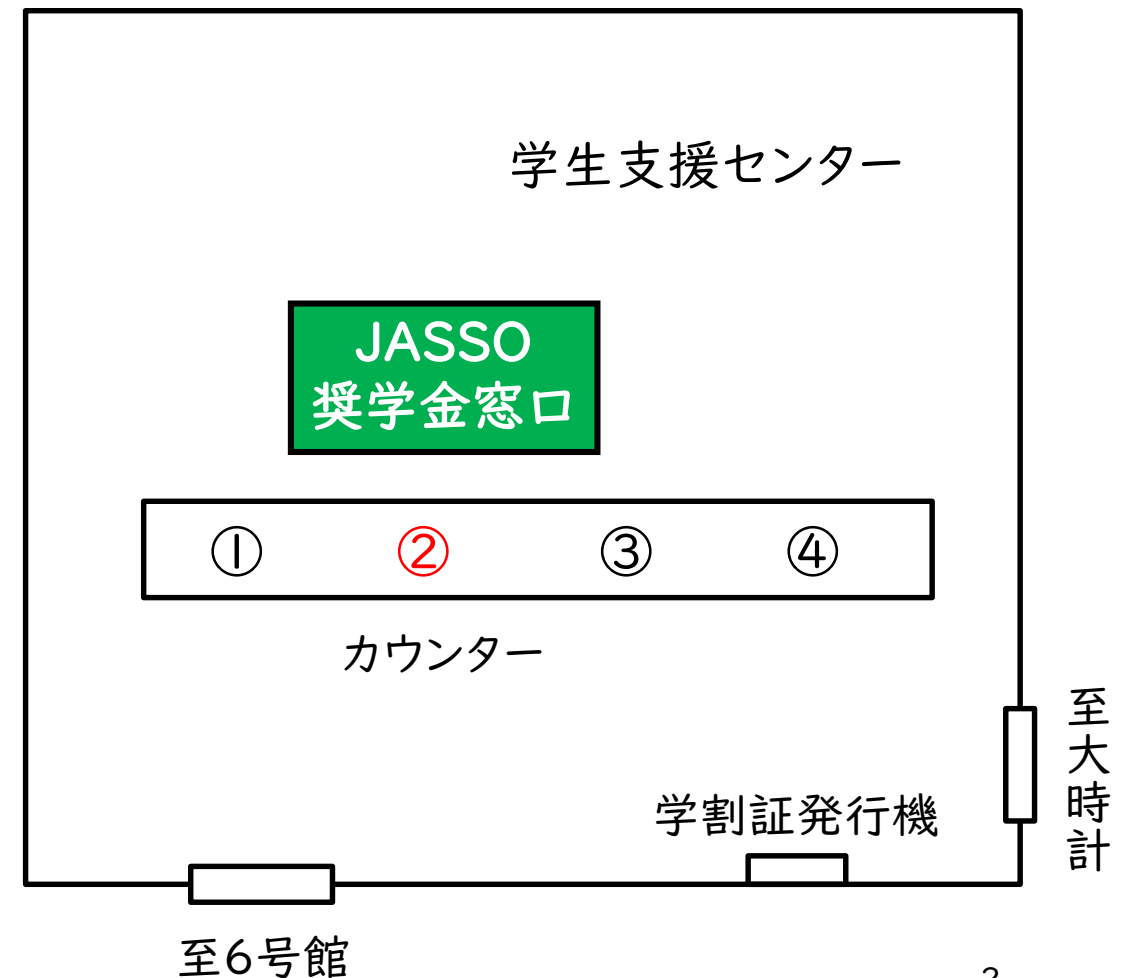 学生支援センター
JASSO
奨学金窓口
① ② ③ ④
カウンター
至大時計
学割証発行機
至6号館